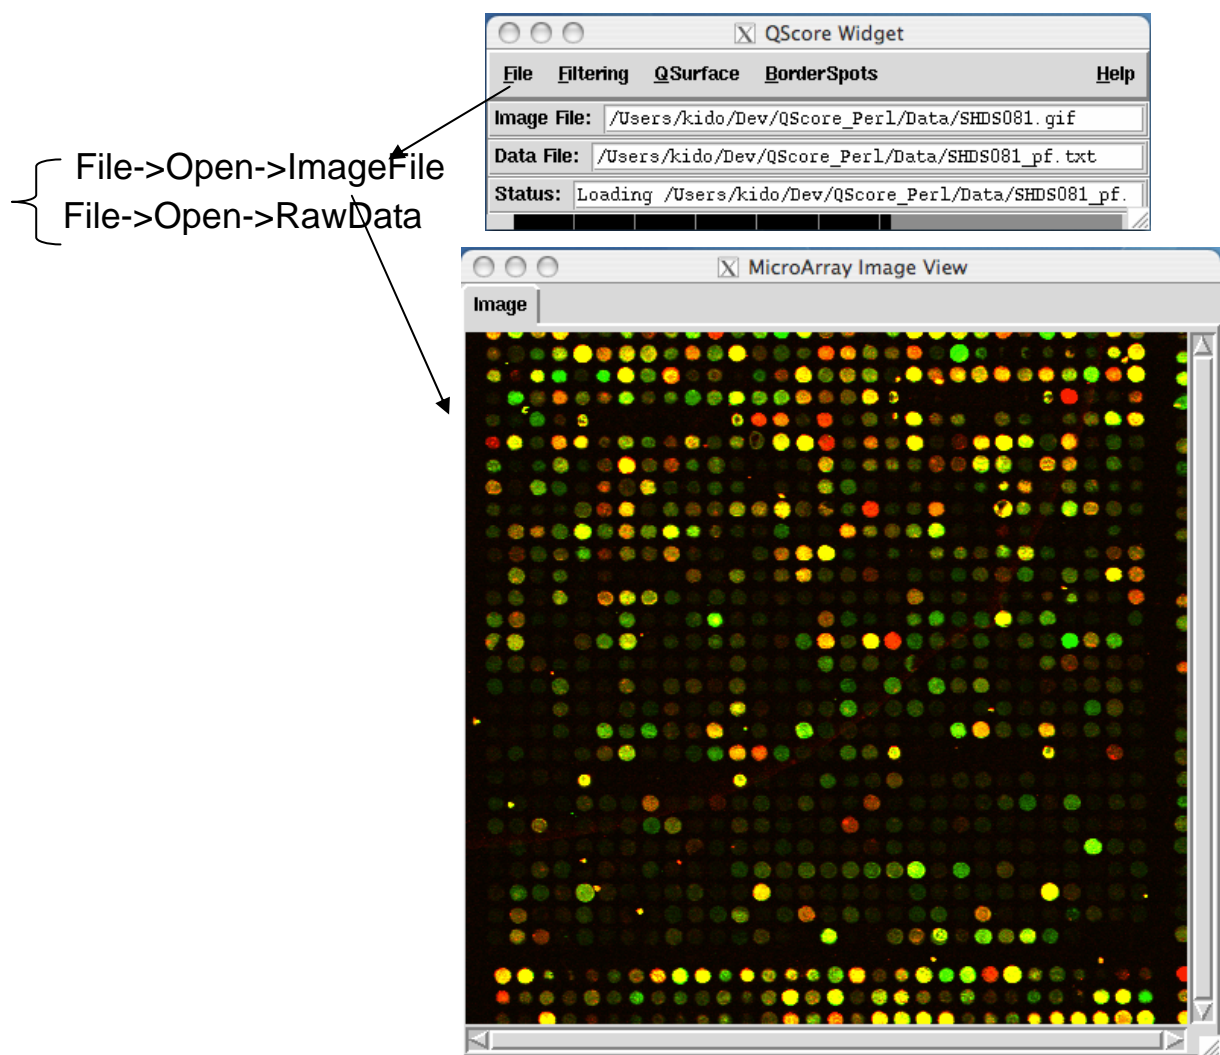 QScore Widget
File Filtering QSurface BorderSpots Help
Image File: /Users/kido/Dev/QScore_Perl/Data/SHDS081.gif
Data File: /Users/kido/Dev/QScore_Perl/Data/SHDS081_pf.txt
Status: Loading /Users/kido/Dev/QScore_Perl/Data/SHDS081_pf.
File->Open->ImageFile
File->Open->RawData
MicroArray Image View
Image